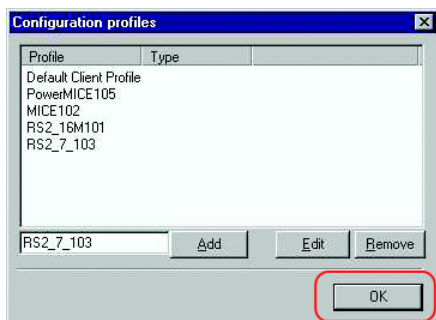 Configuration profiles
Profile Type
Default Client Profile
PowerMICE105
MICE102
RS2_16M101
RS2_7_103
RS2_7_103 Add Edit Remove
OK